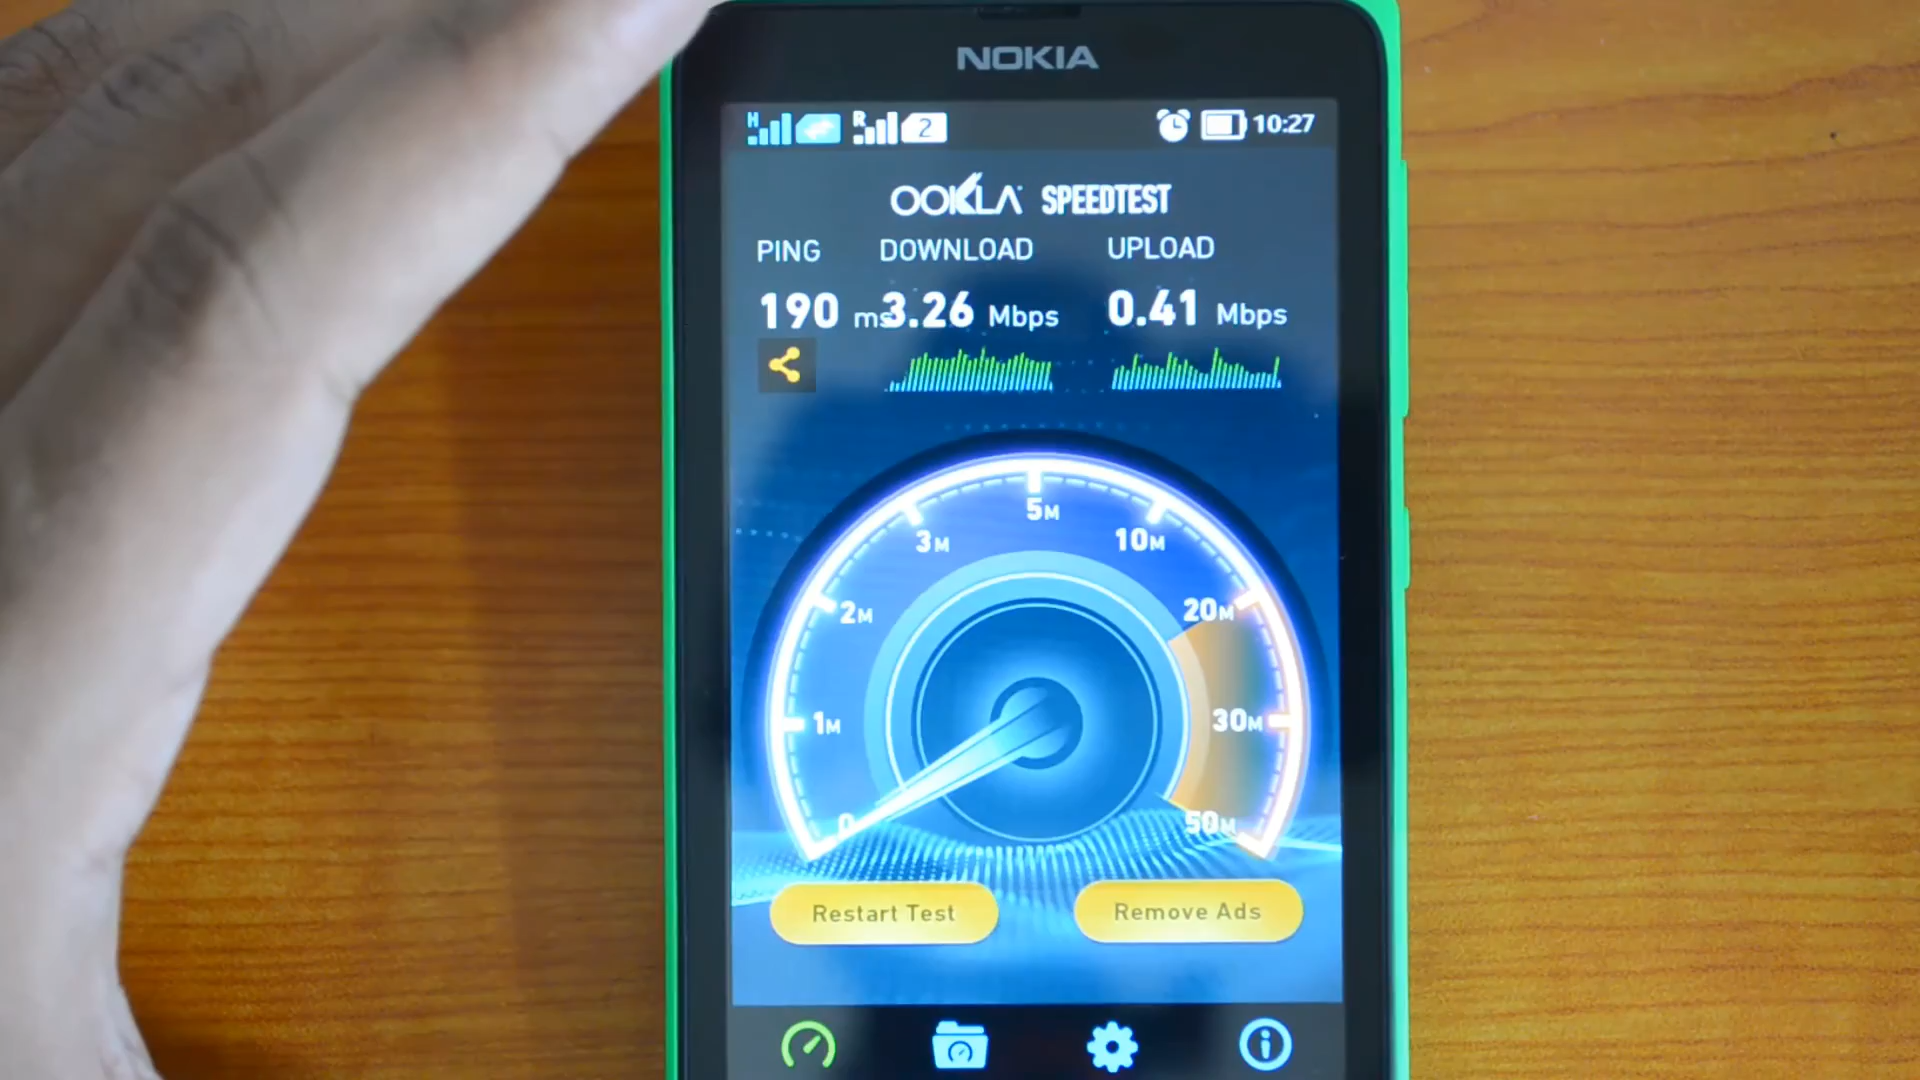 NOKIA
H R 2 10:27
OOKLA SPEEDTEST
PING DOWNLOAD UPLOAD
190 ms 3.26 Mbps 0.41 Mbps
5M
3M 10M
2M 20M
1M 30M
0 50M
Restart Test Remove Ads